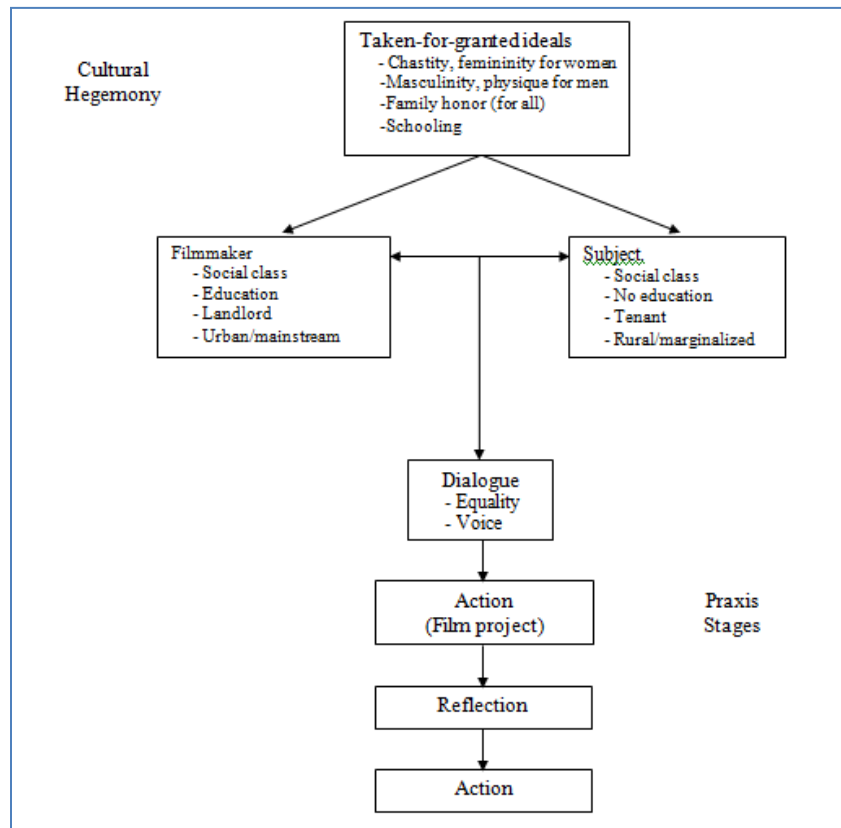 Taken-for-granted ideals
- Chastity, femininity for women
-Masculinity, physique for men
-Family honor (for all)
-Schooling
Cultural
Hegemony
Filmmaker
- Social class
- Education
- Landlord
- Urban/mainstream
Subject.
- Social class
- No education
- Tenant
- Rural/marginalized
Dialogue
- Equality
- Voice
Action
(Film project)
Praxis
Stages
Reflection
Action